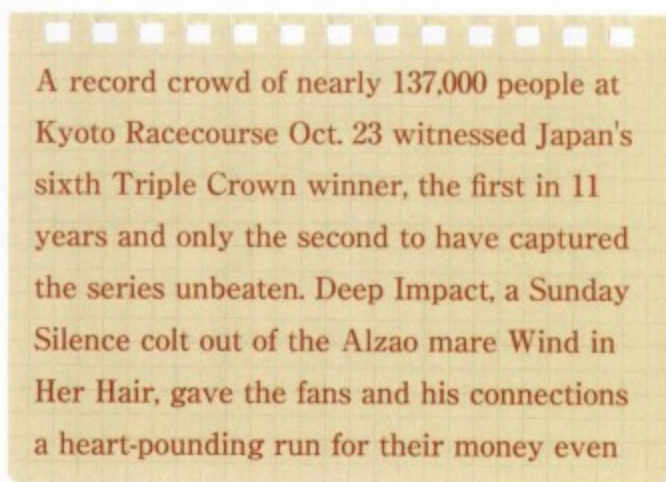 A record crowd of nearly 137,000 people at
Kyoto Racecourse Oct. 23 witnessed Japan's
sixth Triple Crown winner, the first in 11
years and only the second to have captured
the series unbeaten. Deep Impact, a Sunday
Silence colt out of the Alzao mare Wind in
Her Hair, gave the fans and his connections
a heart-pounding run for their money even